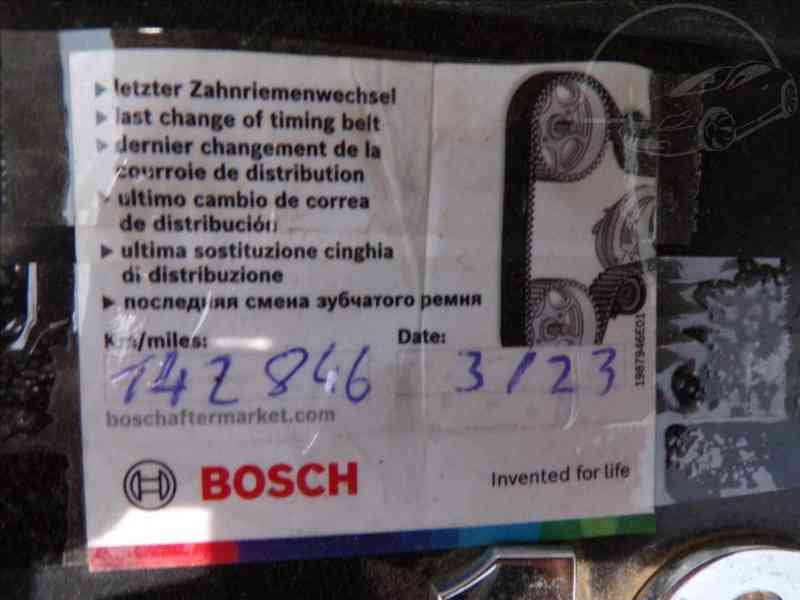 letzter Zahnriemenwechsel
last change of timing belt
dernier changement de la
courroie de distribution
ultimo cambio de correa
de distribución
ultima sostituzione cinghia
di distribuzione
последняя смена зубчатого ремня
Km/miles: Date:
142 846 3/23
boschaftermarket.com
1987946E01
BOSCH
Invented for life